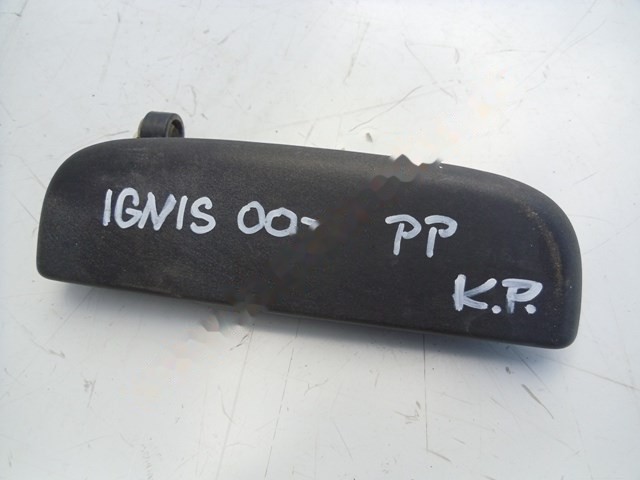 IGNIS 00- PP
K.P.